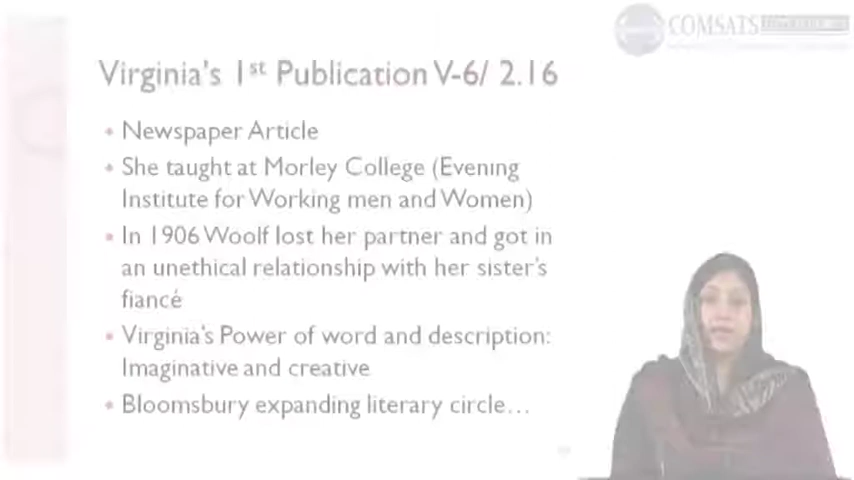 COMSATS
Virginia's 1st Publication V-6/ 2.16
• Newspaper Article
• She taught at Morley College (Evening
Institute for Working men and Women)
• In 1906 Woolf lost her partner and got in
an unethical relationship with her sister's
fiancé
• Virginia's Power of word and description:
Imaginative and creative
• Bloomsbury expanding literary circle…